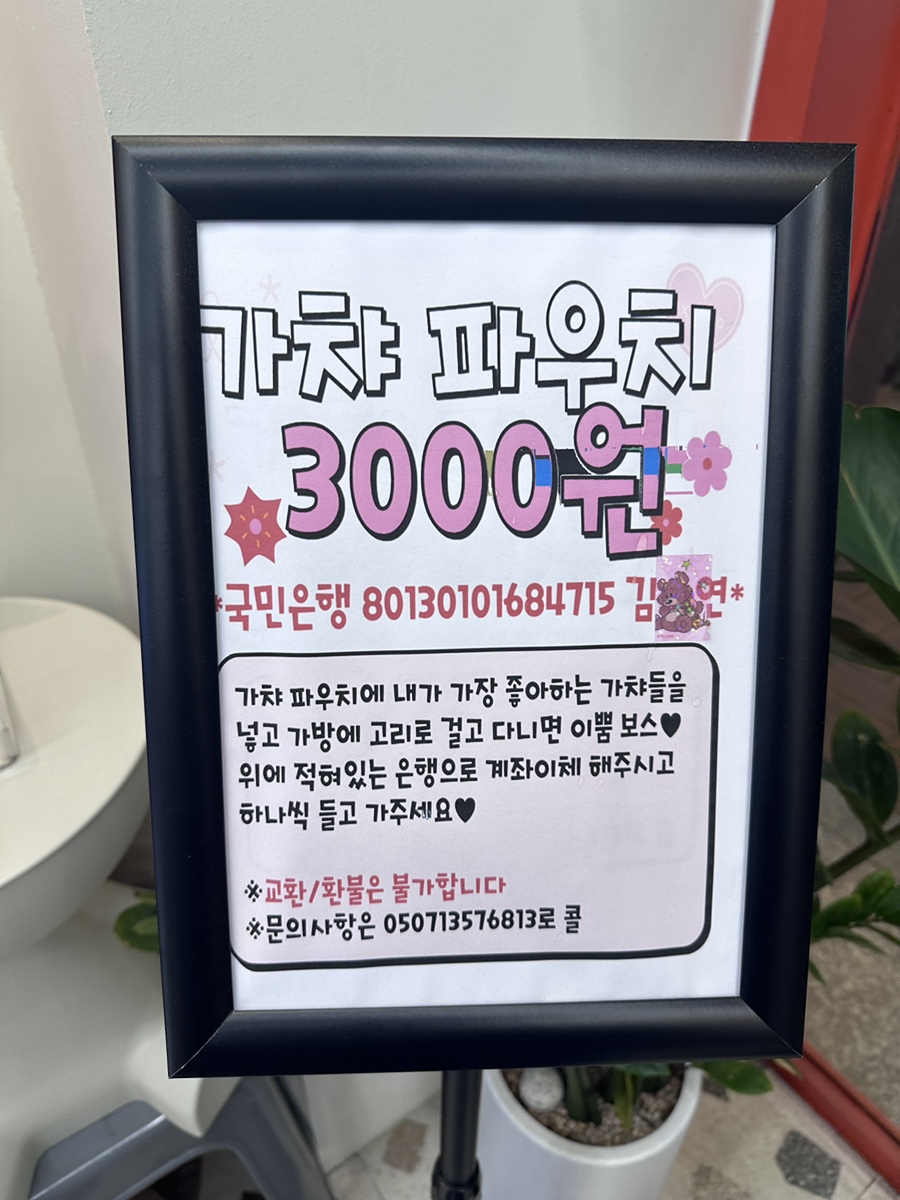 가챠 파우치
3000원
*국민은행 80130101684715 김 연*
가챠 파우치에 내가 가장 좋아하는 가챠들을
넣고 가방에 고리로 걸고 다니면 이뿜 보스♥
위에 적혀있는 은행으로 계좌이체 해주시고
하나씩 들고 가주세요♥
※교환/환불은 불가합니다
※문의사항은 050713576813로 콜